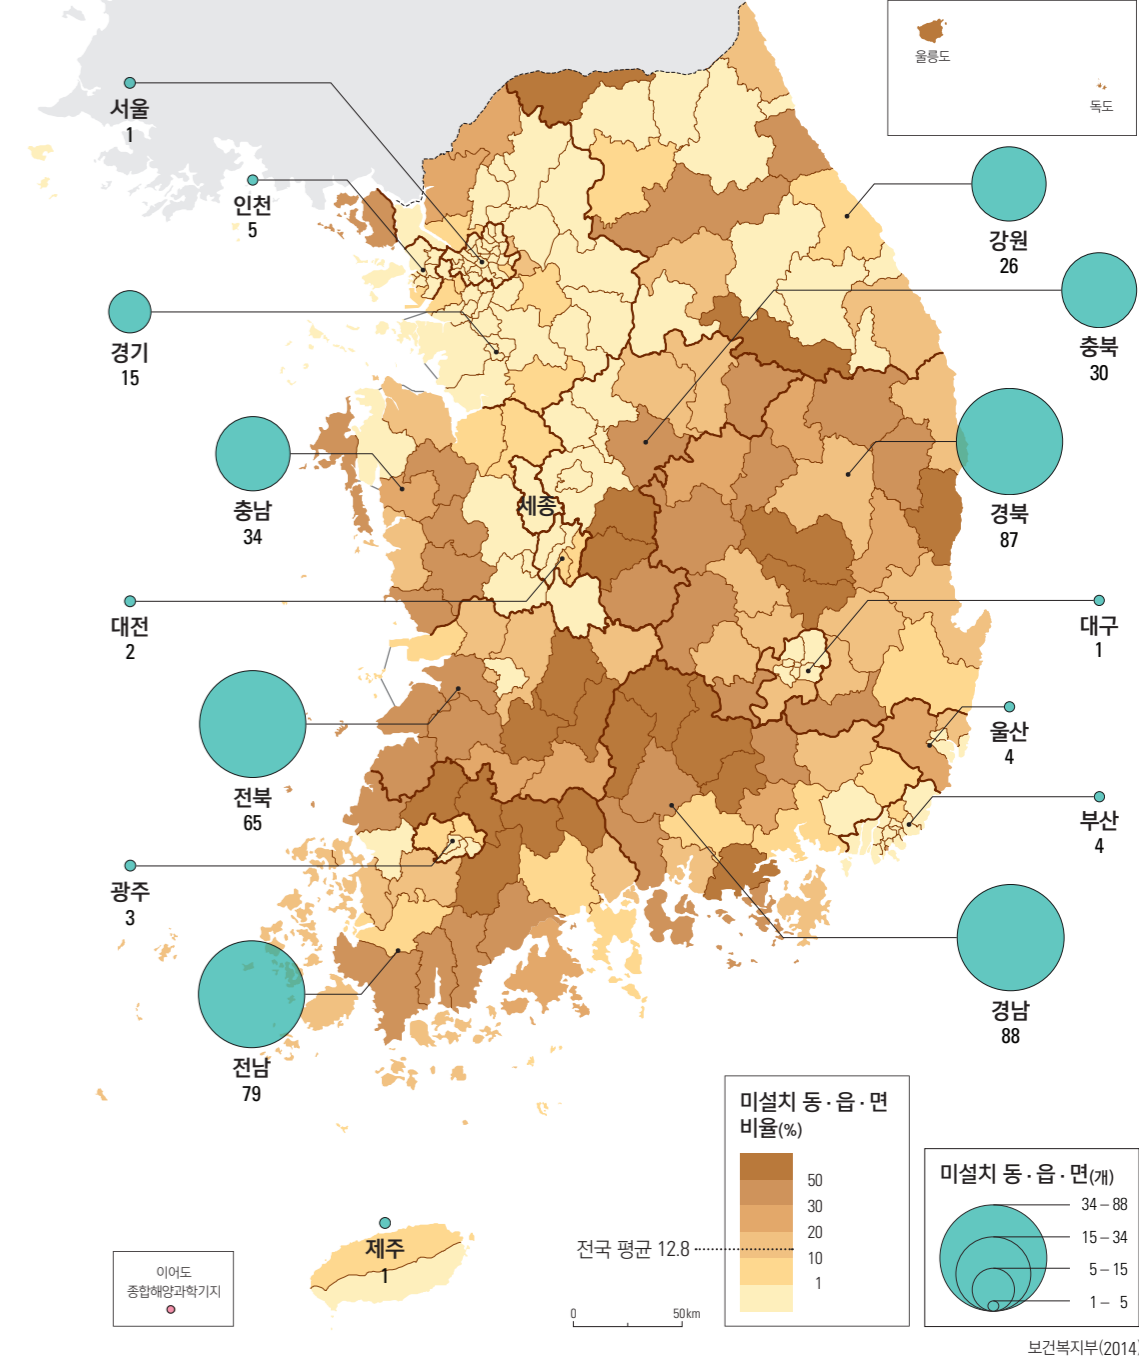 울릉도
독도
서울
1
인천
5
강원
26
충북
30
경기
15
충남
34
세종
경북
87
대전
2
대구
1
전북
65
울산
4
부산
4
광주
3
전남
79
경남
88
제주
1
이어도
종합해양과학기지
미설치 동·읍·면
비율(%)
50
30
20
전국 평균 12.8
10
1
0 50km
미설치 동·읍·면(개)
34 – 88
15 – 34
5 – 15
1 – 5
보건복지부(2014)